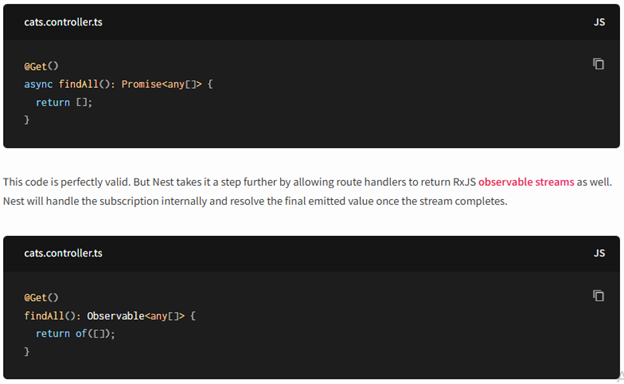 cats.controller.ts JS
@Get()
async findAll(): Promise<any[]> {
  return [];
}
This code is perfectly valid. But Nest takes it a step further by allowing route handlers to return RxJS observable streams as well.
Nest will handle the subscription internally and resolve the final emitted value once the stream completes.
cats.controller.ts JS
@Get()
findAll(): Observable<any[]> {
  return of([]);
}